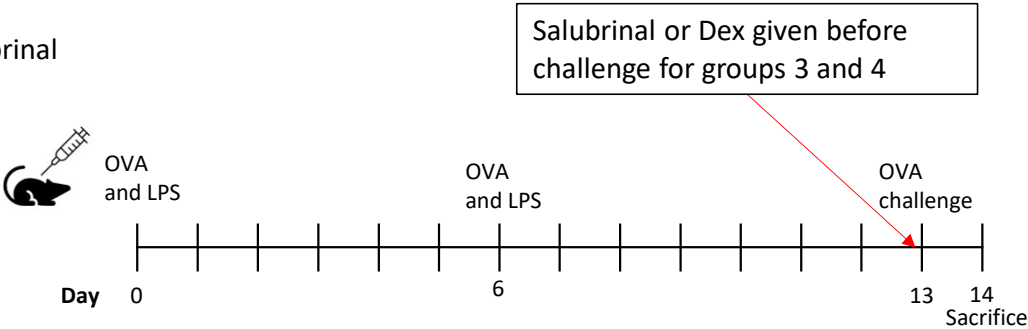 Salubrinal or Dex given before
challenge for groups 3 and 4
rinal
OVA
and LPS
OVA
and LPS
OVA
challenge
Day 0 6 13 14
Sacrifice